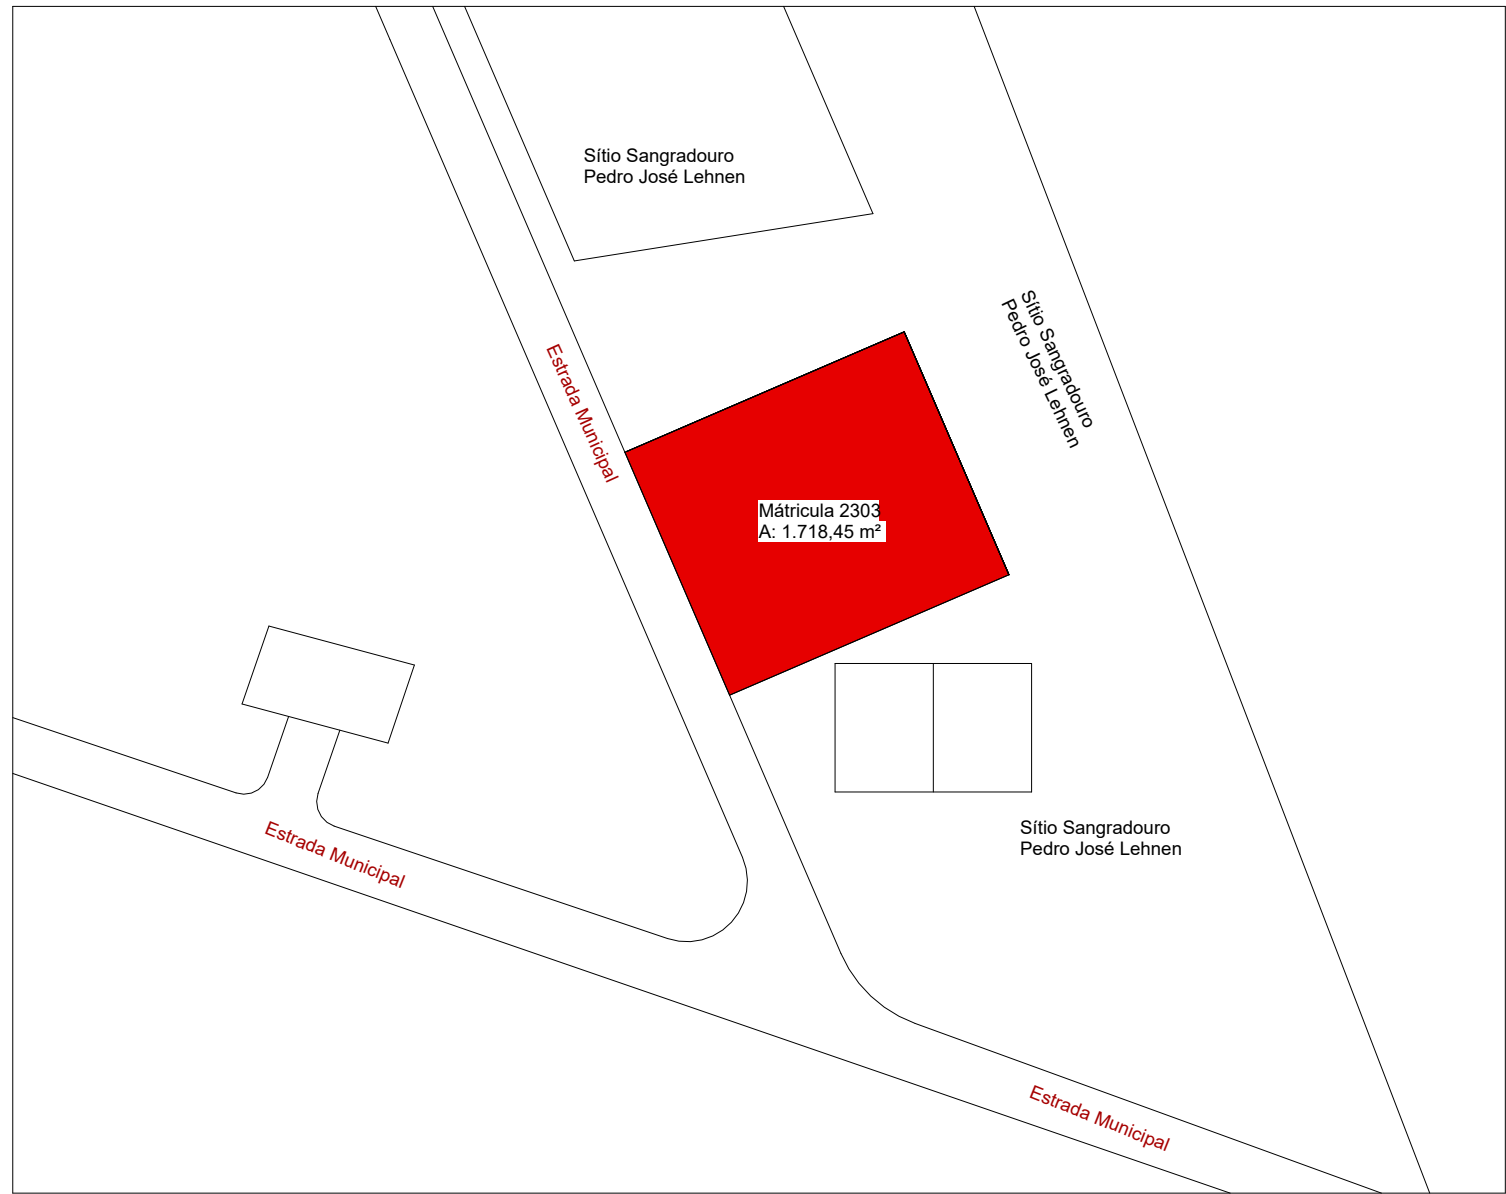 Sítio Sangradouro
Pedro José Lehnen
Sítio Sangradouro
Pedro José Lehnen
Estrada Municipal
Mátricula 2303
A: 1.718,45 m²
Estrada Municipal
Sítio Sangradouro
Pedro José Lehnen
Estrada Municipal